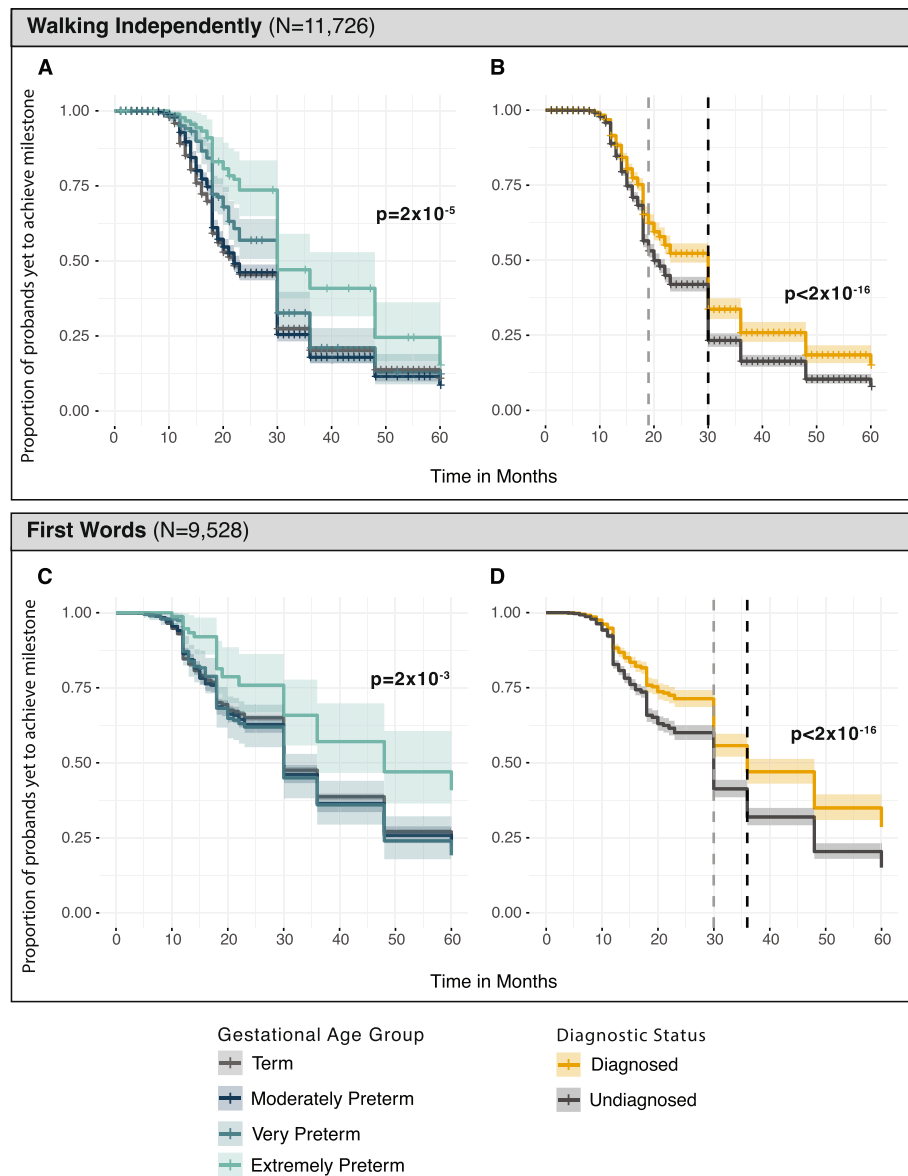 Walking Independently (N=11,726)
A
B
Proportion of probands yet to achieve milestone
1.00
0.75
0.50
0.25
0.00
p=2x10⁻⁵
0 10 20 30 40 50 60
1.00
0.75
0.50
0.25
0.00
p<2x10⁻¹⁶
0 10 20 30 40 50 60
Time in Months
First Words (N=9,528)
C
D
Proportion of probands yet to achieve milestone
1.00
0.75
0.50
0.25
0.00
p=2x10⁻³
0 10 20 30 40 50 60
1.00
0.75
0.50
0.25
0.00
p<2x10⁻¹⁶
0 10 20 30 40 50 60
Time in Months
Gestational Age Group
Term
Moderately Preterm
Very Preterm
Extremely Preterm
Diagnostic Status
Diagnosed
Undiagnosed